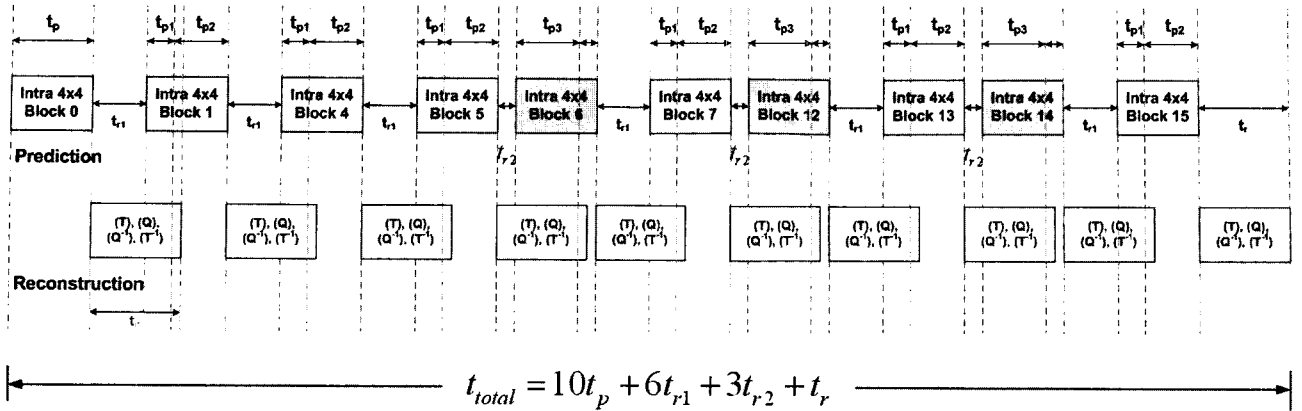 tp tp1 tp2 tp1 tp2 tp1 tp2 tp3 tp1 tp2 tp3 tp1 tp2 tp3 tp1 tp2
Intra 4x4 Block 0
Intra 4x4 Block 1
Intra 4x4 Block 4
Intra 4x4 Block 5
Intra 4x4 Block 6
Intra 4x4 Block 7
Intra 4x4 Block 12
Intra 4x4 Block 13
Intra 4x4 Block 14
Intra 4x4 Block 15
tr1 tr1 tr1 tr2 tr1 tr2 tr1 tr2 tr1 tr
Prediction
(T), (Q), (Q-1), (T-1)
(T), (Q), (Q-1), (T-1)
(T), (Q), (Q-1), (T-1)
(T), (Q), (Q-1), (T-1)
(T), (Q), (Q-1), (T-1)
(T), (Q), (Q-1), (T-1)
(T), (Q), (Q-1), (T-1)
(T), (Q), (Q-1), (T-1)
(T), (Q), (Q-1), (T-1)
(T), (Q), (Q-1), (T-1)
Reconstruction
ttotal = 10tp + 6tr1 + 3tr2 + tr